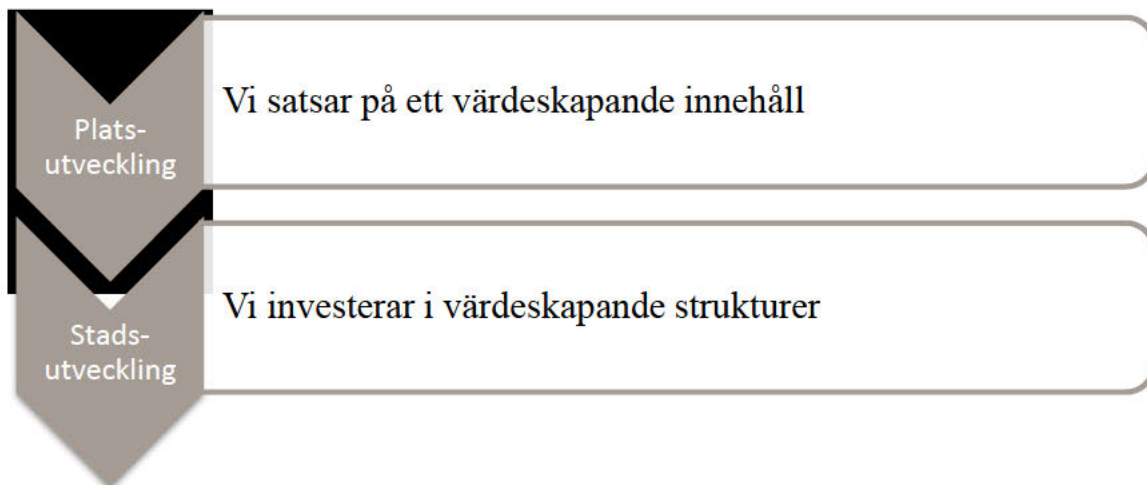 Plats-
utveckling
Vi satsar på ett värdeskapande innehåll
Stads-
utveckling
Vi investerar i värdeskapande strukturer